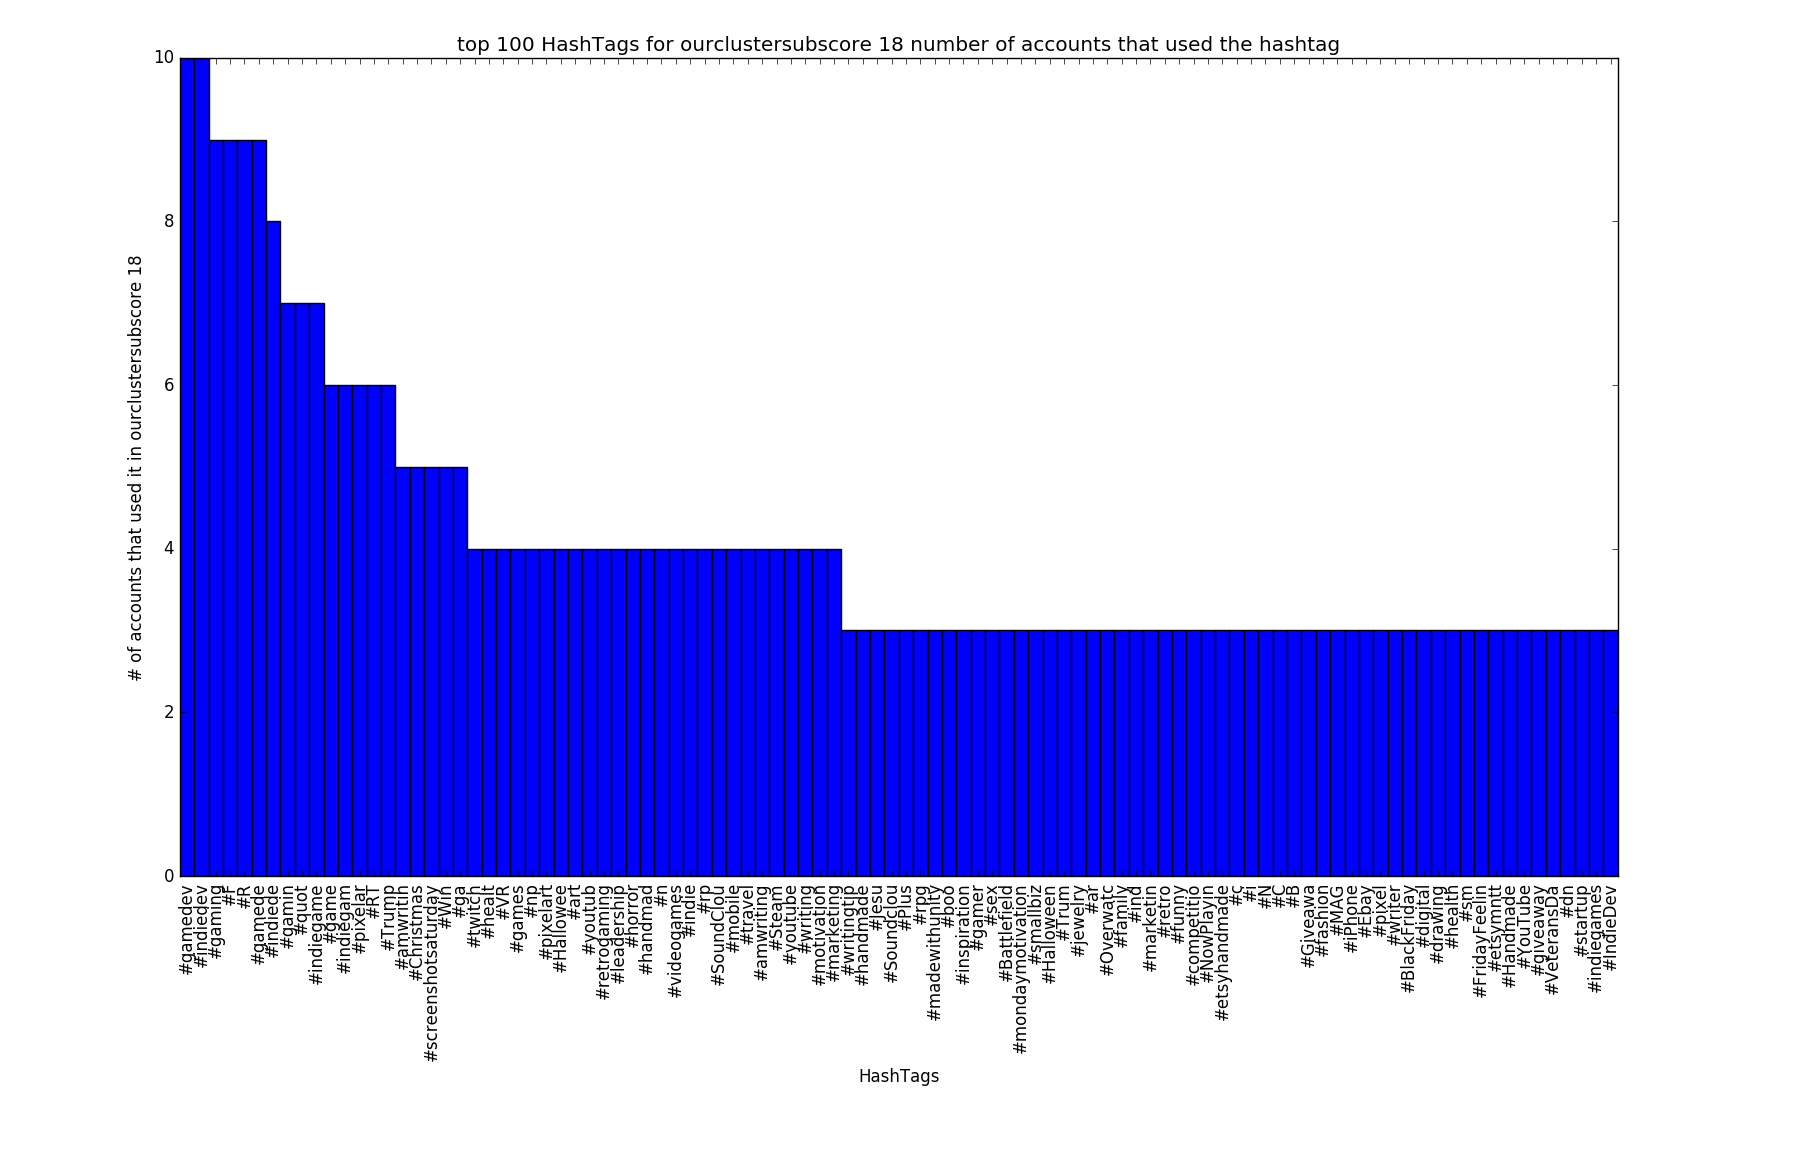 top 100 HashTags for ourclustersubscore 18 number of accounts that used the hashtag
# of accounts that used it in ourclustersubscore 18
10
8
6
4
2
0
#gamedev
#indiedev
#gaming
#F
#R
#gamede
#indiede
#gamin
#quot
#indiegame
#game
#indiegam
#pixelar
#RT
#Trump
#amwritin
#Christmas
#screenshotsaturday
#Win
#ga
#twitch
#healt
#VR
#games
#np
#pixelart
#Hallowee
#art
#youtub
#retrogaming
#leadership
#horror
#handmad
#n
#videogames
#indie
#rp
#SoundClou
#mobile
#travel
#amwriting
#Steam
#youtube
#writing
#motivation
#marketing
#writingtip
#handmade
#Jesu
#Soundclou
#Plus
#rpg
#madewithunity
#boo
#inspiration
#gamer
#sex
#Battlefield
#mondaymotivation
#smallbiz
#Halloween
#Trum
#jewelry
#ar
#Overwatc
#family
#ind
#marketin
#retro
#funny
#competitio
#NowPlayin
#etsyhandmade
#c
#i
#N
#C
#B
#Giveawa
#fashion
#MAG
#iPhone
#Ebay
#pixel
#writer
#BlackFriday
#digital
#drawing
#health
#sm
#FridayFeelin
#etsymntt
#Handmade
#YouTube
#giveaway
#VeteransDa
#dn
#startup
#indiegames
#IndieDev
HashTags